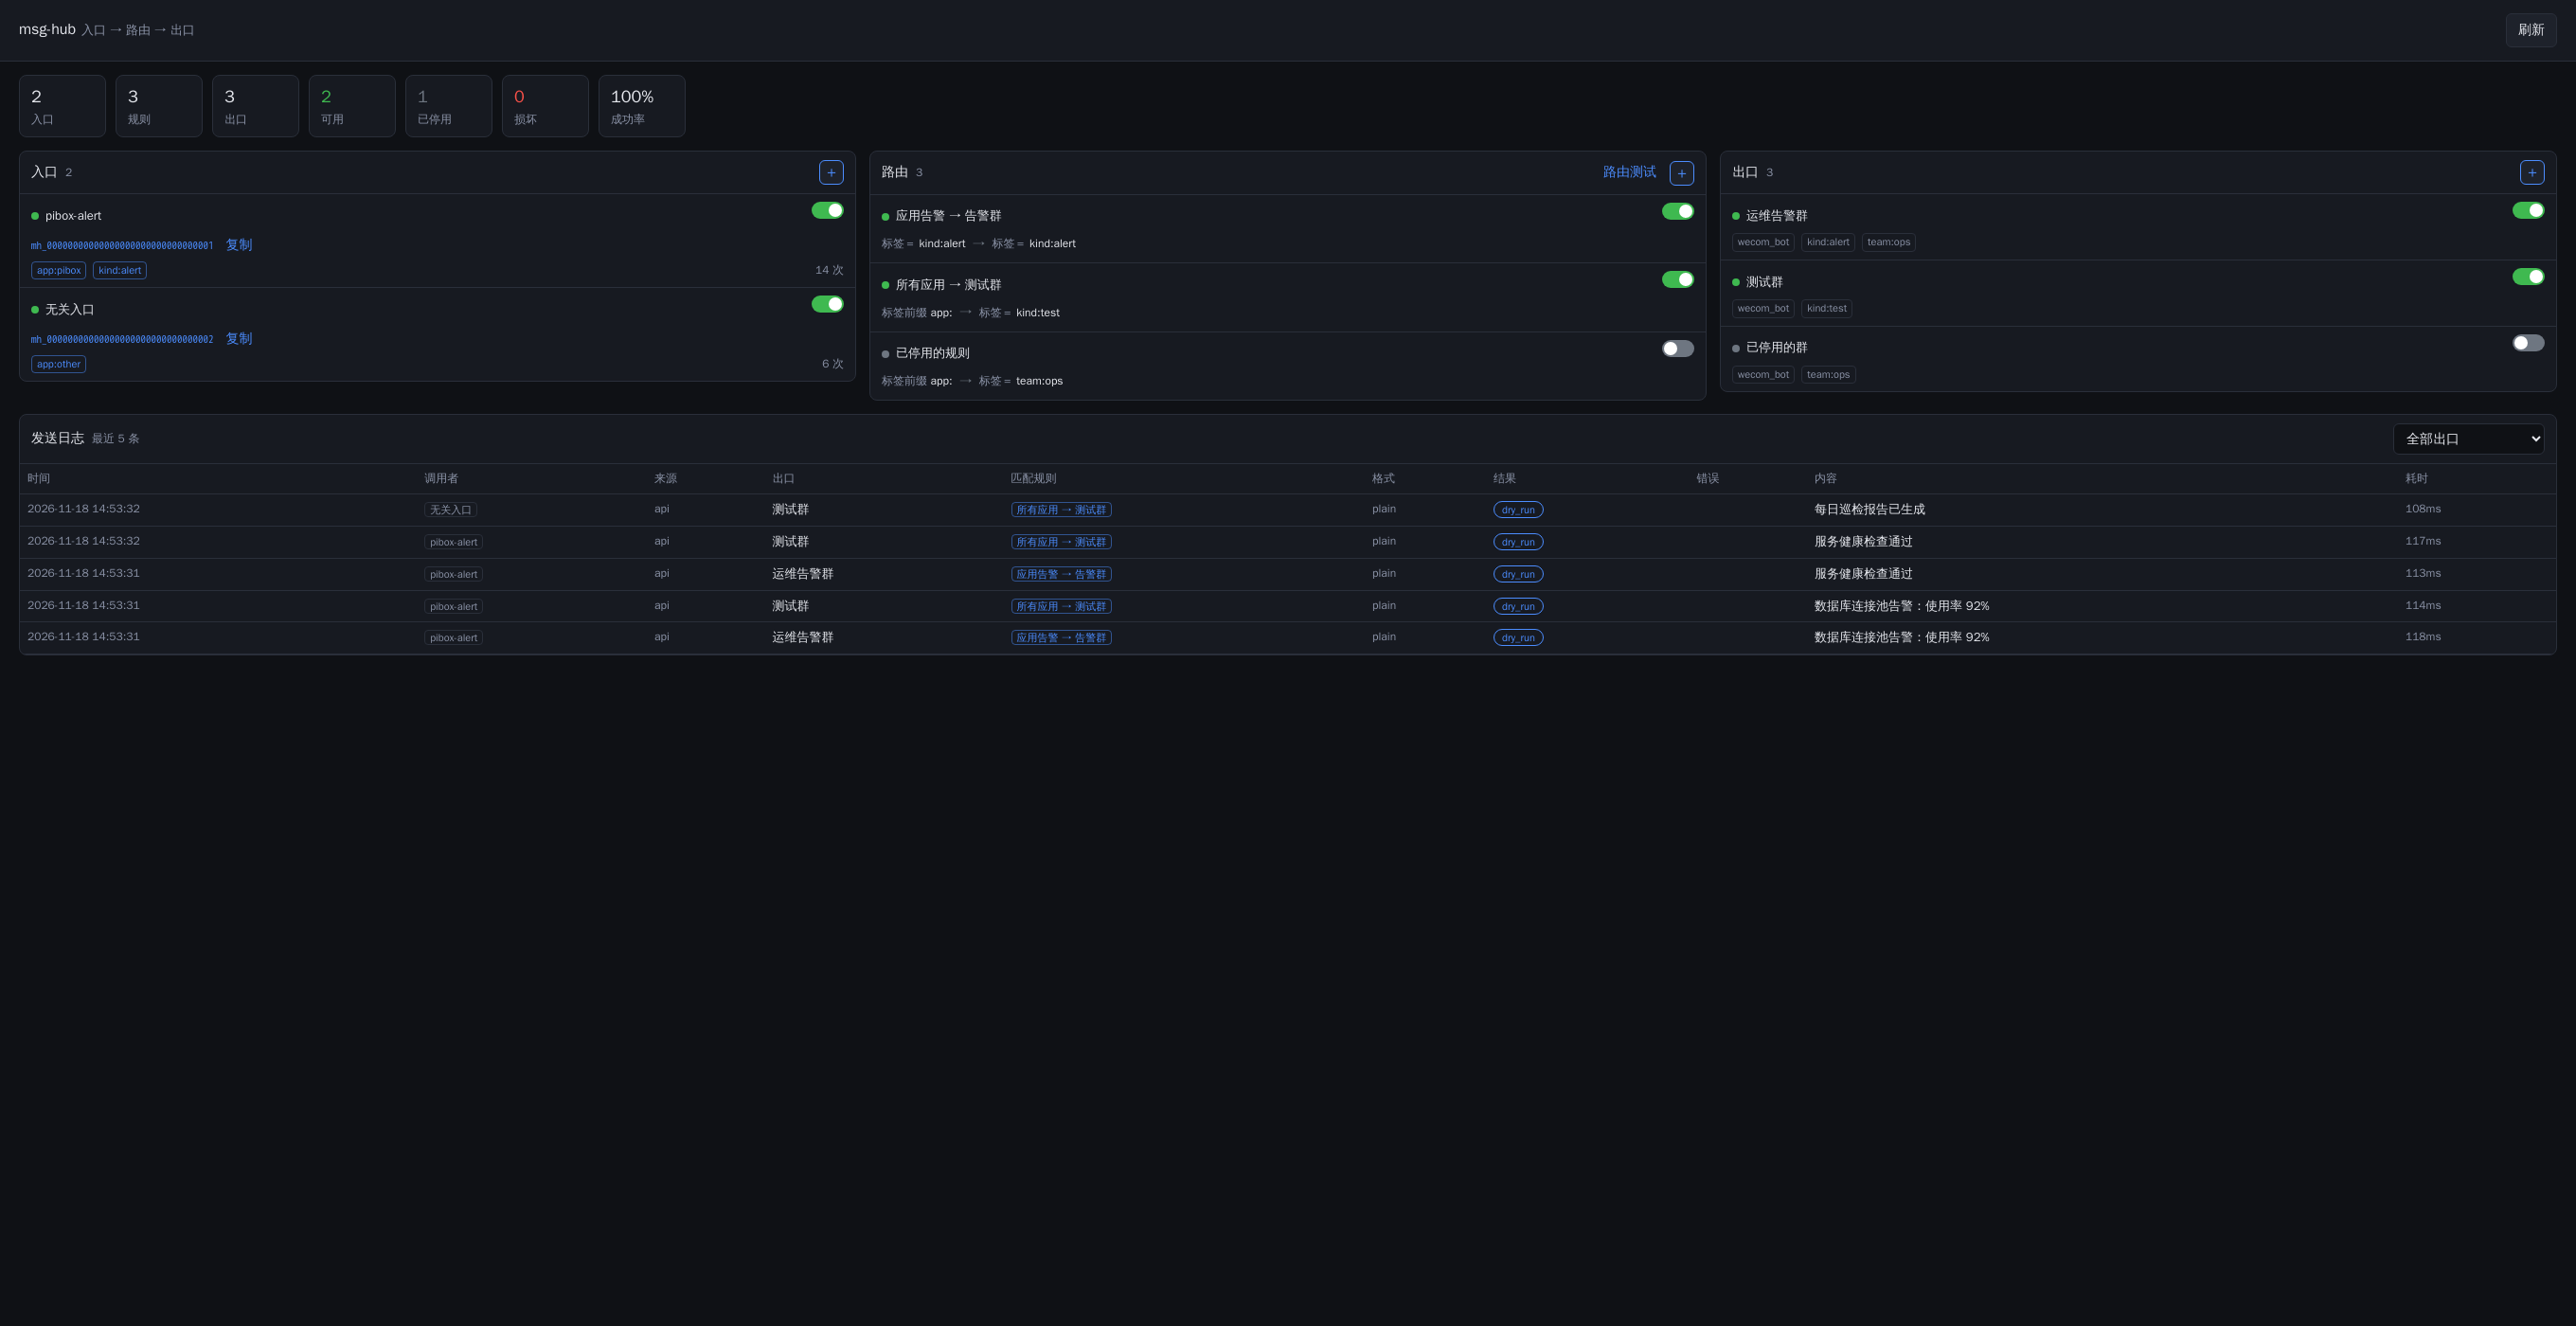 msg-hub 入口 → 路由 → 出口
刷新
2
入口
3
规则
3
出口
2
可用
1
已停用
0
损坏
100%
成功率
入口 2
+
pibox-alert
mh_00000000000000000000000000000001 复制
app:pibox kind:alert 14 次
无关入口
mh_00000000000000000000000000000002 复制
app:other 6 次
路由 3 路由测试 +
应用告警 → 告警群
标签 = kind:alert → 标签 = kind:alert
所有应用 → 测试群
标签前缀 app: → 标签 = kind:test
已停用的规则
标签前缀 app: → 标签 = team:ops
出口 3 +
运维告警群
wecom_bot kind:alert team:ops
测试群
wecom_bot kind:test
已停用的群
wecom_bot team:ops
发送日志 最近 5 条 全部出口
时间 调用者 来源 出口 匹配规则 格式 结果 错误 内容 耗时
2026-11-18 14:53:32 无关入口 api 测试群 所有应用 → 测试群 plain dry_run 每日巡检报告已生成 108ms
2026-11-18 14:53:32 pibox-alert api 测试群 所有应用 → 测试群 plain dry_run 服务健康检查通过 117ms
2026-11-18 14:53:31 pibox-alert api 运维告警群 应用告警 → 告警群 plain dry_run 服务健康检查通过 113ms
2026-11-18 14:53:31 pibox-alert api 测试群 所有应用 → 测试群 plain dry_run 数据库连接池告警：使用率 92% 114ms
2026-11-18 14:53:31 pibox-alert api 运维告警群 应用告警 → 告警群 plain dry_run 数据库连接池告警：使用率 92% 118ms